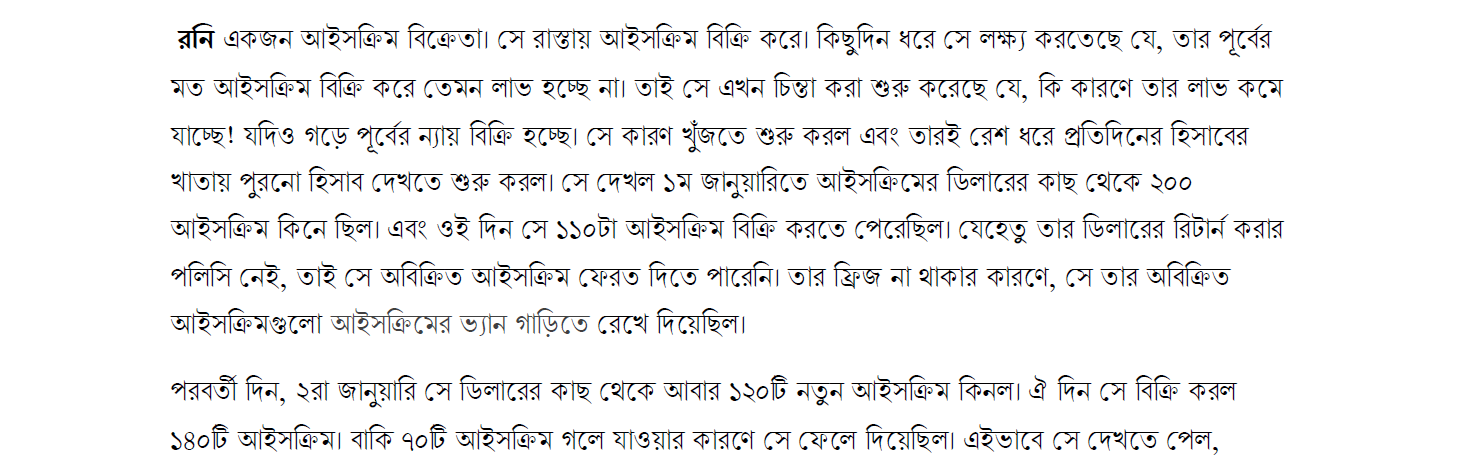 রনি একজন আইসক্রিম বিক্রেতা। সে রাস্তায় আইসক্রিম বিক্রি করে। কিছুদিন ধরে সে লক্ষ্য করতেছে যে, তার পূর্বের
মত আইসক্রিম বিক্রি করে তেমন লাভ হচ্ছে না। তাই সে এখন চিন্তা করা শুরু করেছে যে, কি কারণে তার লাভ কমে
যাচ্ছে! যদিও গড়ে পূর্বের ন্যায় বিক্রি হচ্ছে। সে কারণ খুঁজতে শুরু করল এবং তারই রেশ ধরে প্রতিদিনের হিসাবের
খাতায় পুরনো হিসাব দেখতে শুরু করল। সে দেখল ১ম জানুয়ারিতে আইসক্রিমের ডিলারের কাছ থেকে ২০০
আইসক্রিম কিনে ছিল। এবং ওই দিন সে ১১০টা আইসক্রিম বিক্রি করতে পেরেছিল। যেহেতু তার ডিলারের রিটার্ন করার
পলিসি নেই, তাই সে অবিক্রিত আইসক্রিম ফেরত দিতে পারেনি। তার ফ্রিজ না থাকার কারণে, সে তার অবিক্রিত
আইসক্রিমগুলো আইসক্রিমের ভ্যান গাড়িতে রেখে দিয়েছিল।
পরবর্তী দিন, ২রা জানুয়ারি সে ডিলারের কাছ থেকে আবার ১২০টি নতুন আইসক্রিম কিনল। ঐ দিন সে বিক্রি করল
১৪০টি আইসক্রিম। বাকি ৭০টি আইসক্রিম গলে যাওয়ার কারণে সে ফেলে দিয়েছিল। এইভাবে সে দেখতে পেল,